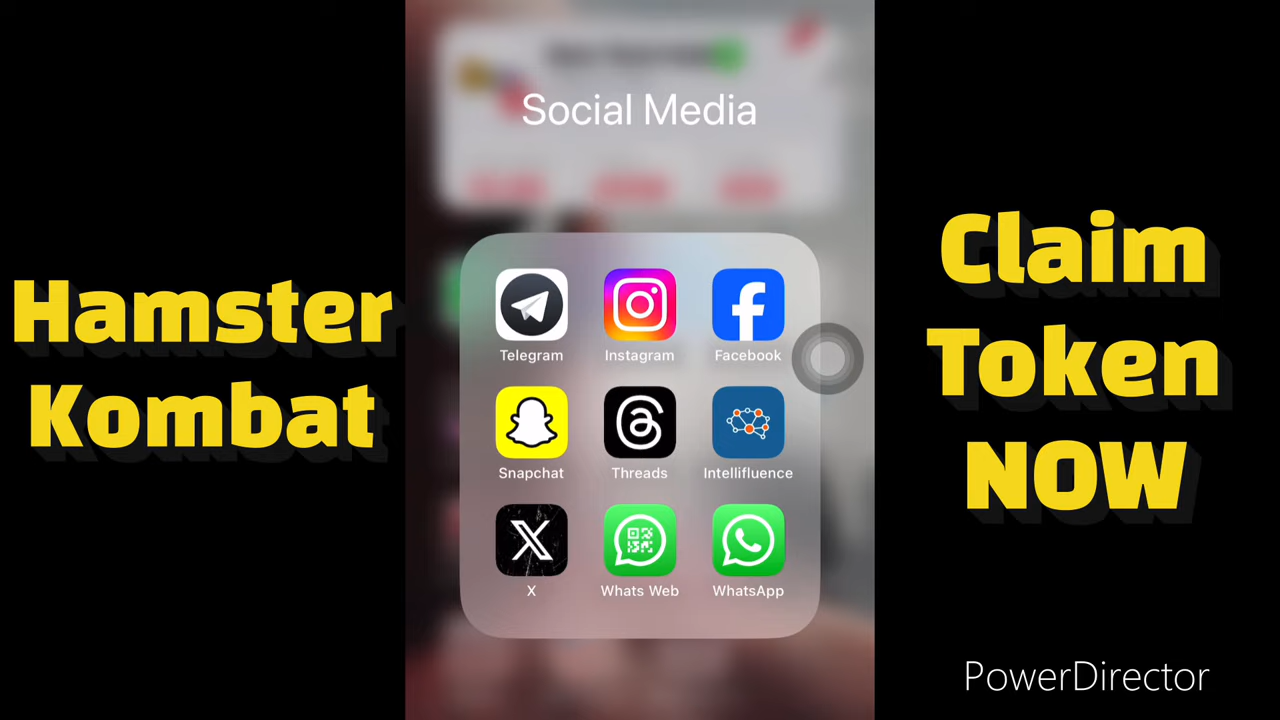 Social Media
Hamster
Kombat
Claim
Token
NOW
Telegram
Instagram
Facebook
Snapchat
Threads
Intellifluence
X
Whats Web
WhatsApp
PowerDirector